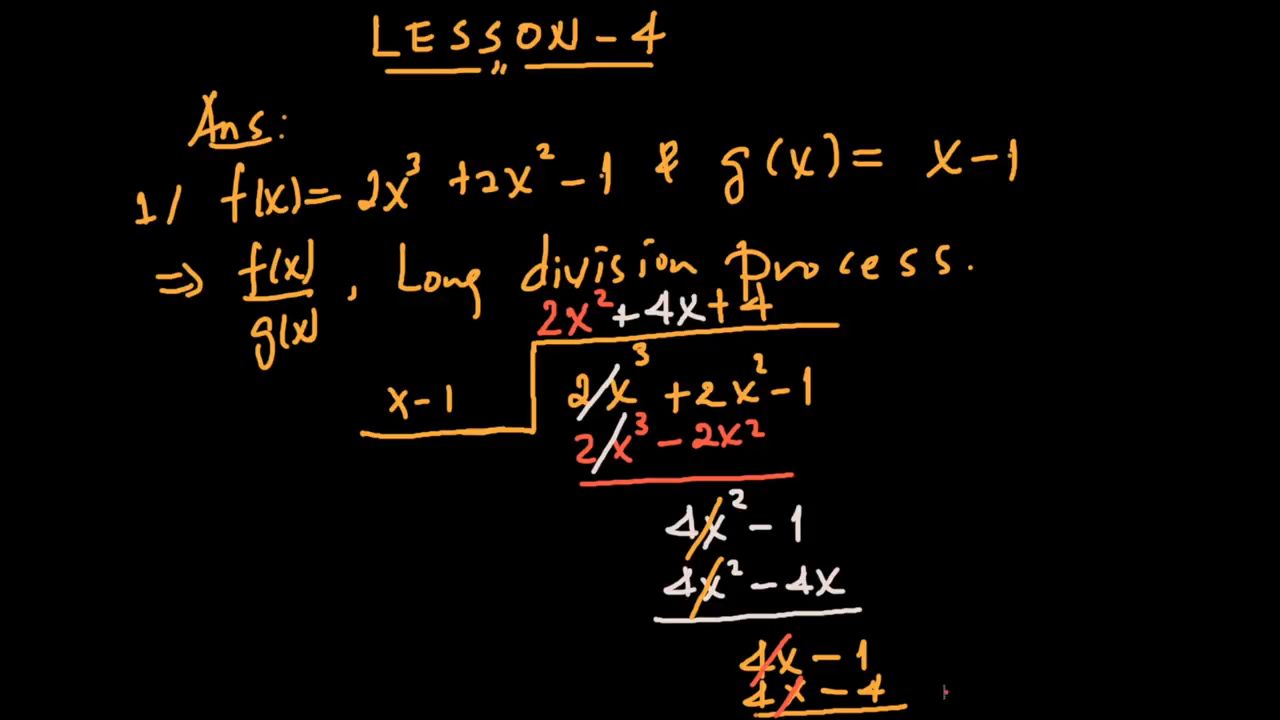 LESSON-4
Ans:
1/ f(x)= 2x³ +2x² -1 & g(x)= x-1
⇒ f(x)/g(x), Long division process.
2x² + 4x + 4
x-1 2x³ +2x² -1
2x³ - 2x²
4x² - 1
4x² - 4x
4x - 1
4x - 4